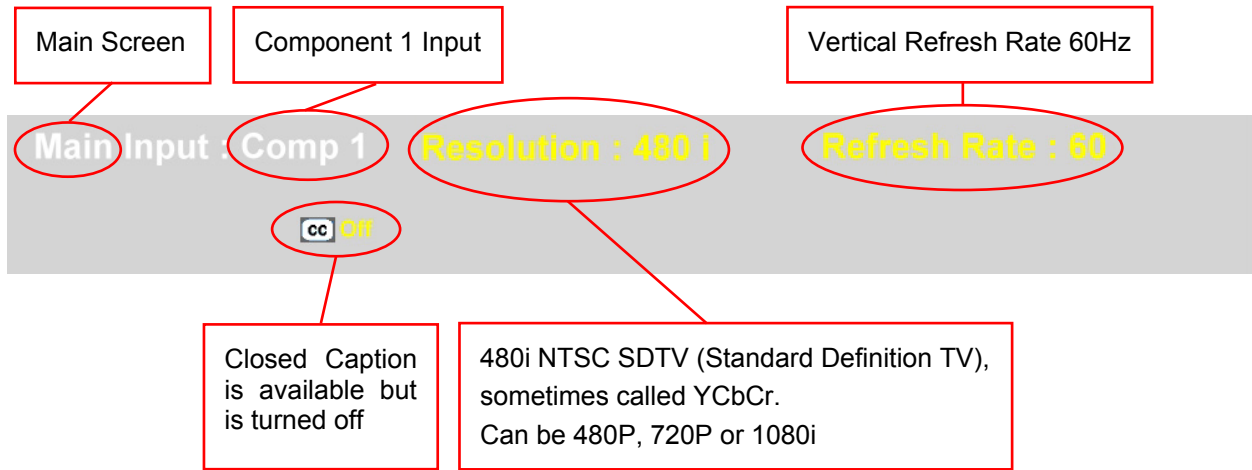 Main Screen
Component 1 Input
Vertical Refresh Rate 60Hz
Main Input : Comp 1 Resolution : 480 i Refresh Rate : 60
cc Off
Closed Caption
is available but
is turned off
480i NTSC SDTV (Standard Definition TV),
sometimes called YCbCr.
Can be 480P, 720P or 1080i